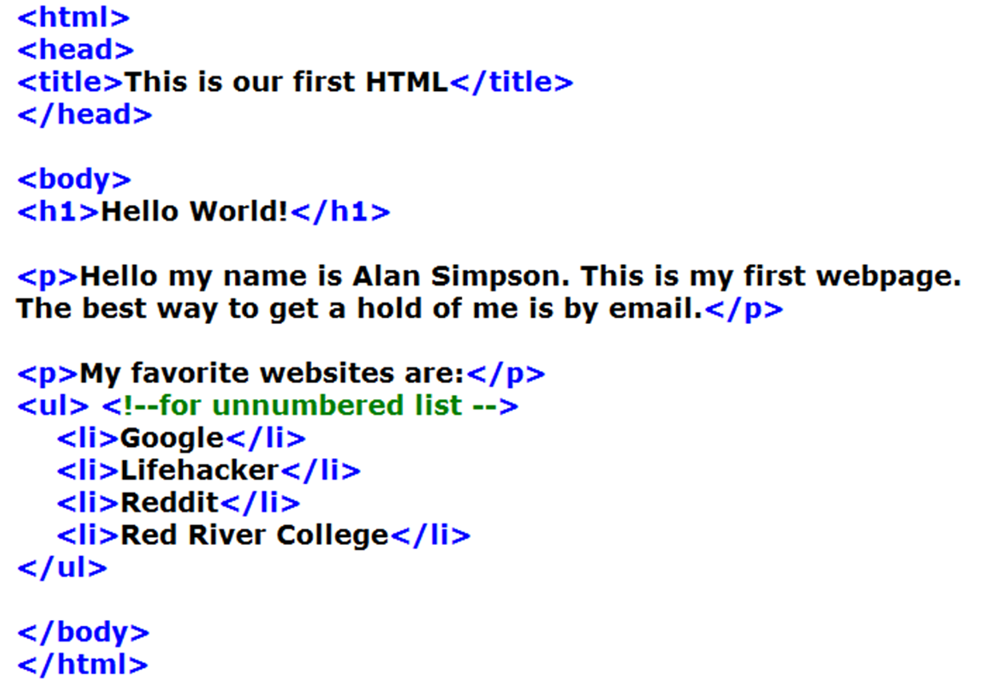 <html>
<head>
<title>This is our first HTML</title>
</head>
<body>
<h1>Hello World!</h1>
<p>Hello my name is Alan Simpson. This is my first webpage.
The best way to get a hold of me is by email.</p>
<p>My favorite websites are:</p>
<ul> <!--for unnumbered list -->
<li>Google</li>
<li>Lifehacker</li>
<li>Reddit</li>
<li>Red River College</li>
</ul>
</body>
</html>